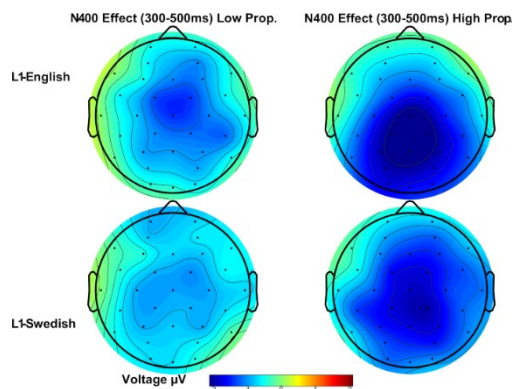 N400 Effect (300-500ms) Low Prop.
N400 Effect (300-500ms) High Prop.
L1-English
L1-Swedish
Voltage µV